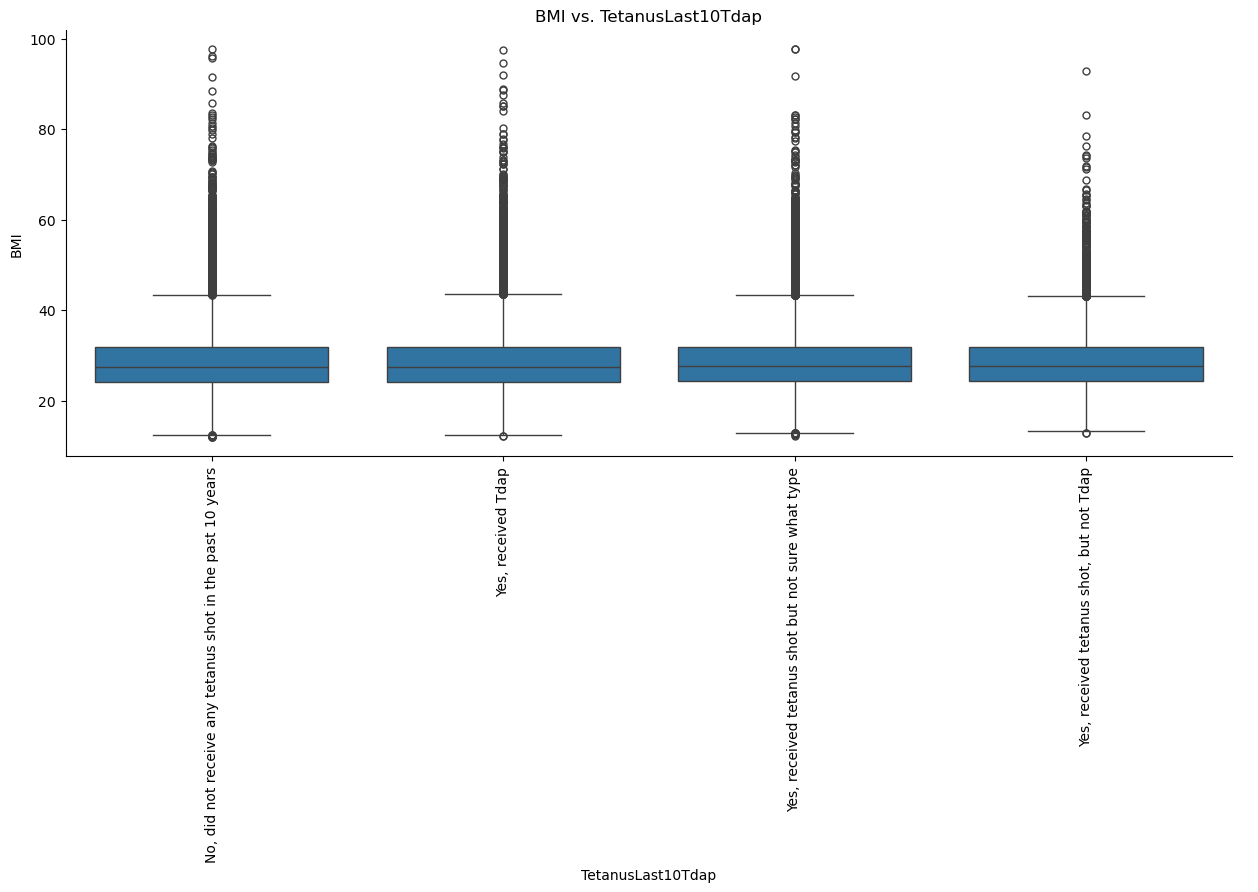 BMI vs. TetanusLast10Tdap
100
80
60
40
20
BMI
No, did not receive any tetanus shot in the past 10 years
Yes, received Tdap
Yes, received tetanus shot but not sure what type
Yes, received tetanus shot, but not Tdap
TetanusLast10Tdap